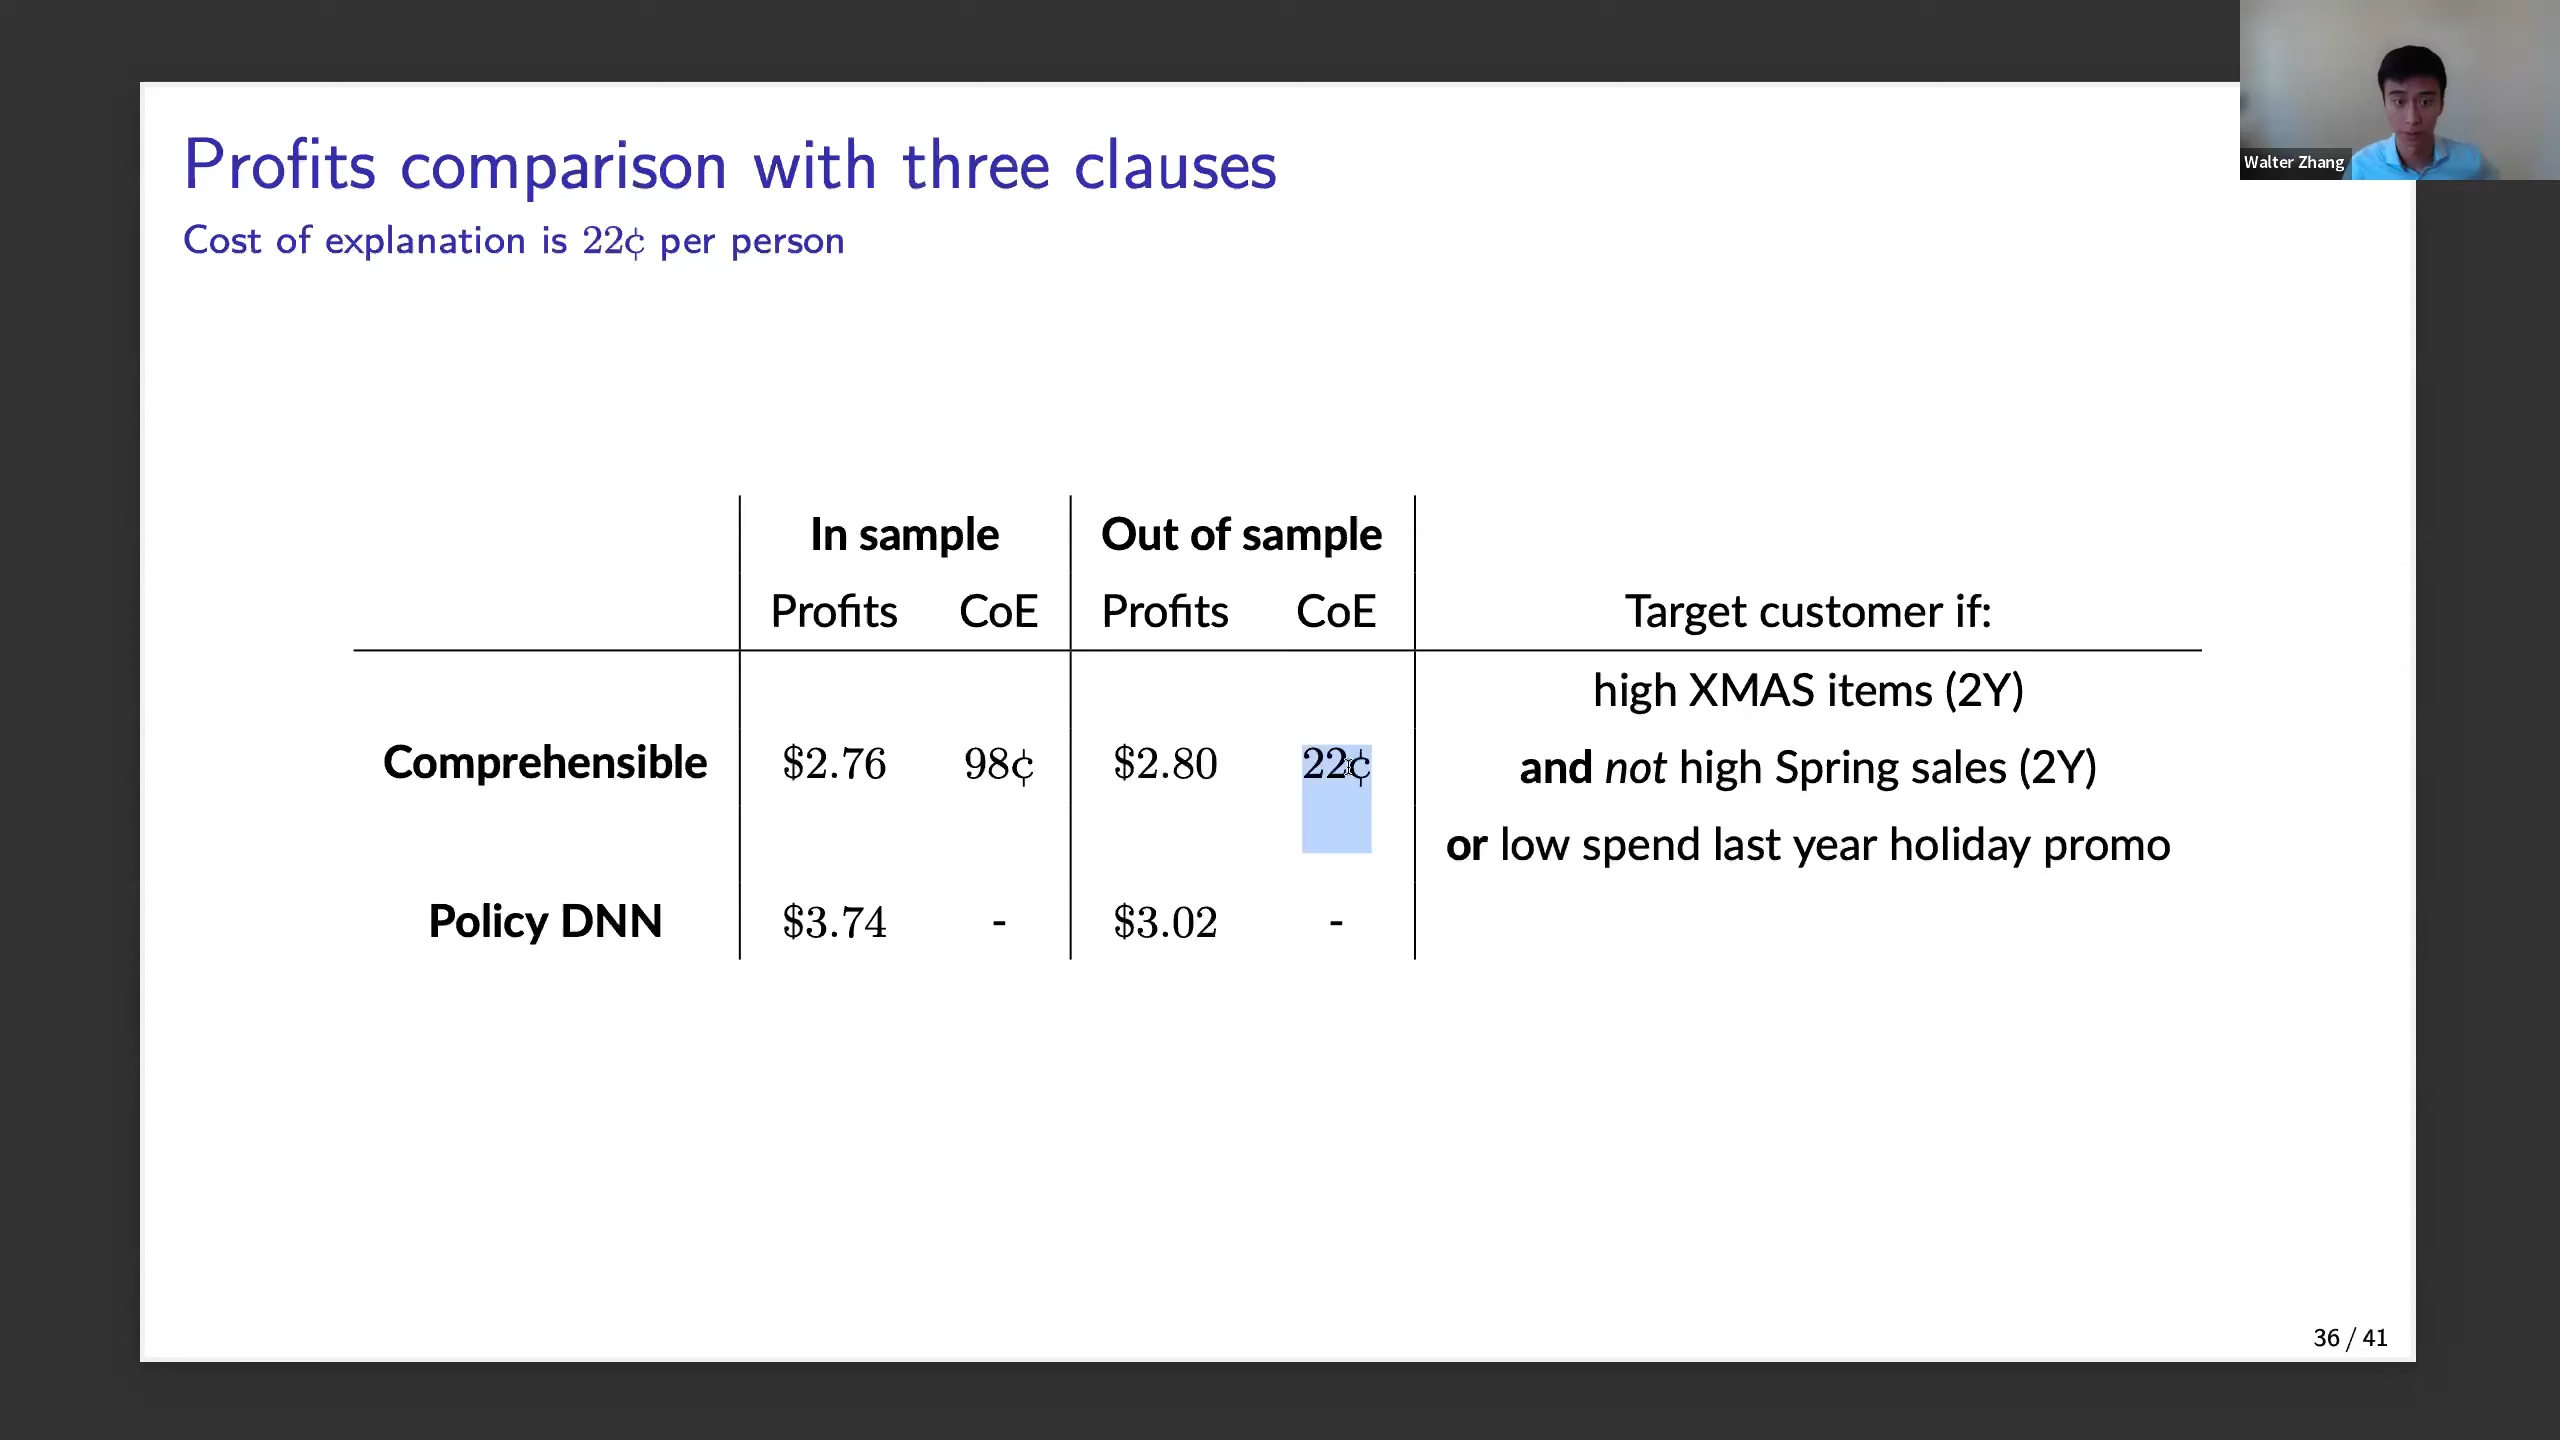 Walter Zhang
Profits comparison with three clauses
Cost of explanation is 22¢ per person
In sample Out of sample
Profits CoE Profits CoE Target customer if:
high XMAS items (2Y)
Comprehensible $2.76 98¢ $2.80 22¢ and not high Spring sales (2Y)
or low spend last year holiday promo
Policy DNN $3.74 - $3.02 -
36 / 41